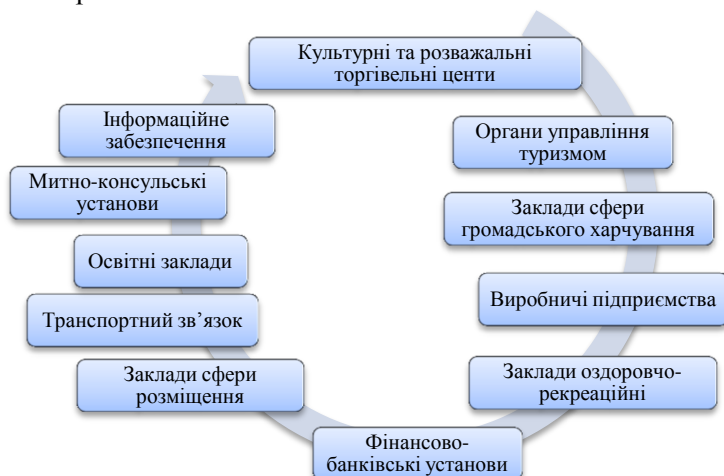 Культурні та розважальні
торгівельні центи
Органи управління
туризмом
Заклади сфери
громадського харчування
Виробничі підприємства
Заклади оздоровчо-
рекреаційні
Фінансово-
банківські установи
Заклади сфери
розміщення
Транспортний зв’язок
Освітні заклади
Митно-консульські
установи
Інформаційне
забезпечення